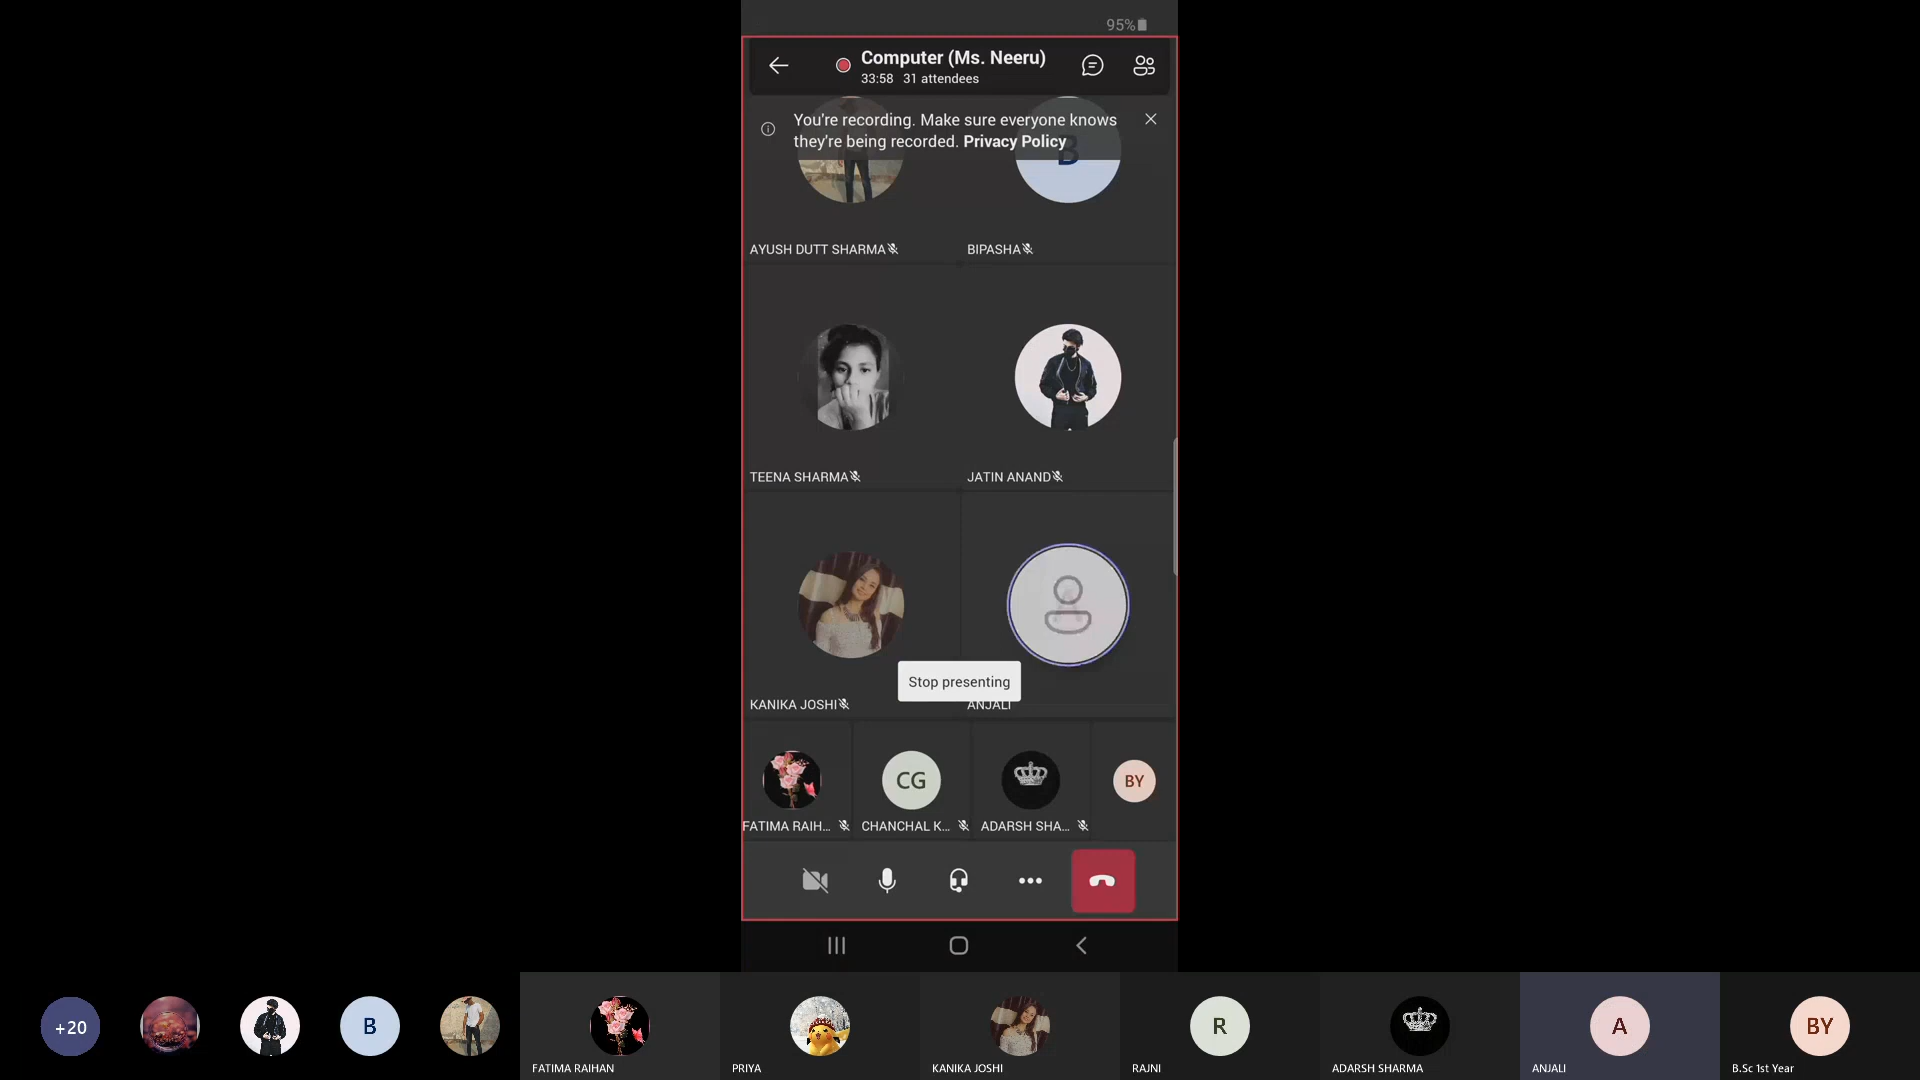 95%
Computer (Ms. Neeru)
33:58 31 attendees
You're recording. Make sure everyone knows
they're being recorded. Privacy Policy
B
AYUSH DUTT SHARMA
BIPASHA
TEENA SHARMA
JATIN ANAND
Stop presenting
KANIKA JOSHI
ANJALI
CG
BY
FATIMA RAIH...
CHANCHAL K...
ADARSH SHA...
+20
B
R
A
BY
FATIMA RAIHAN
PRIYA
KANIKA JOSHI
RAJNI
ADARSH SHARMA
ANJALI
B.Sc 1st Year